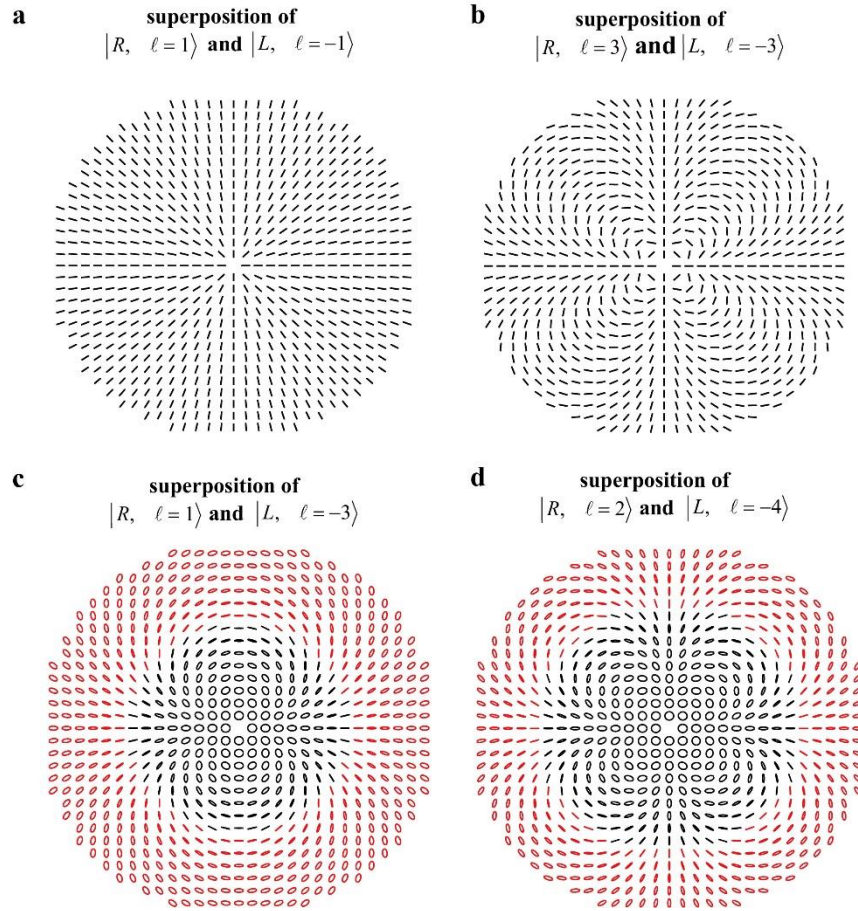 a
superposition of
|R, ℓ=1⟩ and |L, ℓ=−1⟩
b
superposition of
|R, ℓ=3⟩ and |L, ℓ=−3⟩
c
superposition of
|R, ℓ=1⟩ and |L, ℓ=−3⟩
d
superposition of
|R, ℓ=2⟩ and |L, ℓ=−4⟩